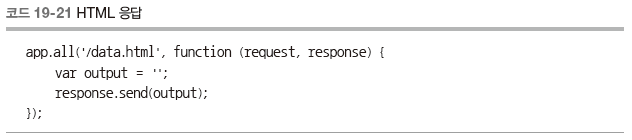 코드 19-21 HTML 응답
app.all('/data.html', function (request, response) {
    var output = '';
    response.send(output);
});